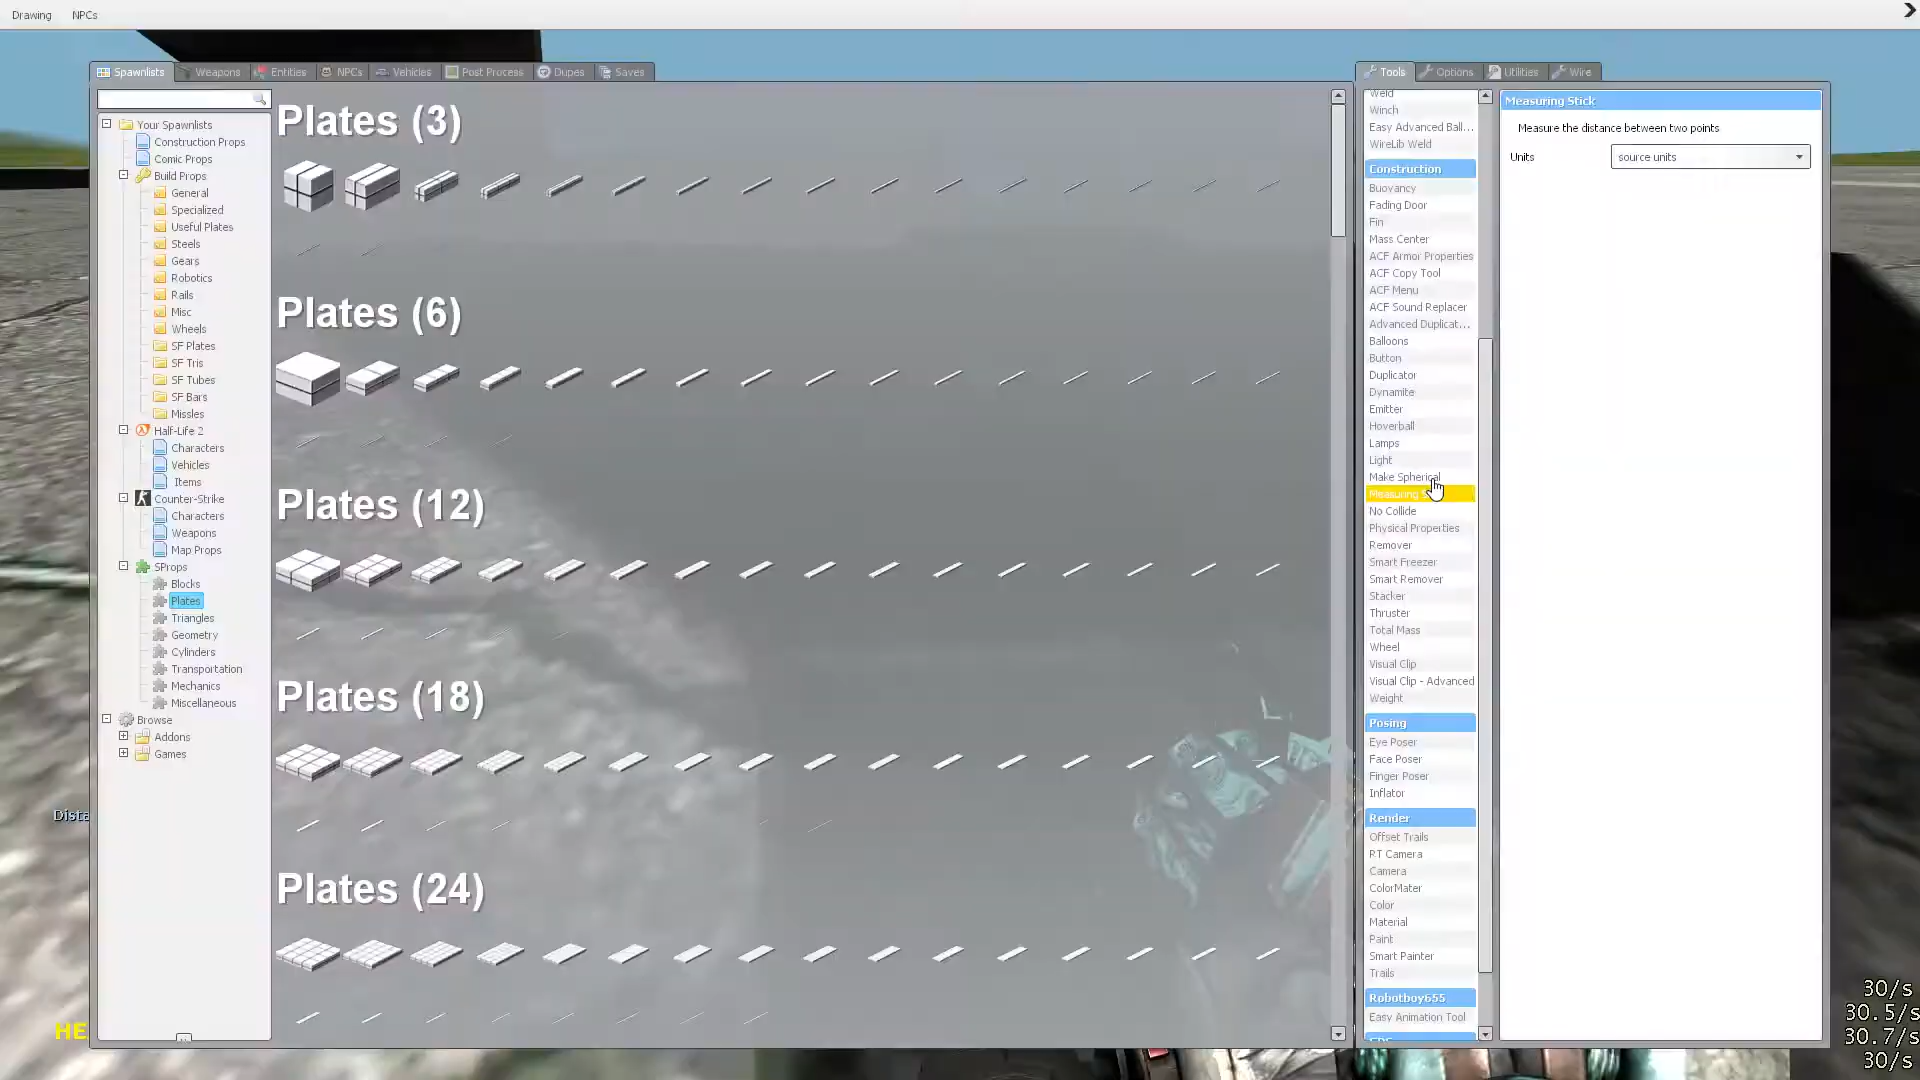 Drawing NPCs
Spawnlists Weapons Entities NPCs Vehicles Post Process Dupes Saves
Your Spawnlists
Construction Props
Comic Props
Build Props
General
Specialized
Useful Plates
Steels
Gears
Robotics
Rails
Misc
Wheels
SF Plates
SF Tris
SF Tubes
SF Bars
Missles
Half-Life 2
Characters
Vehicles
Items
Counter-Strike
Characters
Weapons
Map Props
SProps
Blocks
Plates
Triangles
Geometry
Cylinders
Transportation
Mechanics
Miscellaneous
Browse
Addons
Games
Dista
HE
Plates (3)
Plates (6)
Plates (12)
Plates (18)
Plates (24)
Tools Options Utilities Wire
Weld
Winch
Easy Advanced Ball...
WireLib Weld
Construction
Buoyancy
Fading Door
Fin
Mass Center
ACF Armor Properties
ACF Copy Tool
ACF Menu
ACF Sound Replacer
Advanced Duplicat...
Balloons
Button
Duplicator
Dynamite
Emitter
Hoverball
Lamps
Light
Make Spherical
Measuring S
No Collide
Physical Properties
Remover
Smart Freezer
Smart Remover
Stacker
Thruster
Total Mass
Wheel
Visual Clip
Visual Clip - Advanced
Weight
Posing
Eye Poser
Face Poser
Finger Poser
Inflator
Render
Offset Trails
RT Camera
Camera
ColorMater
Color
Material
Paint
Smart Painter
Trails
Robotboy655
Easy Animation Tool
Measuring Stick
Measure the distance between two points
Units source units
30/s
30.5/s
30.7/s
30/s